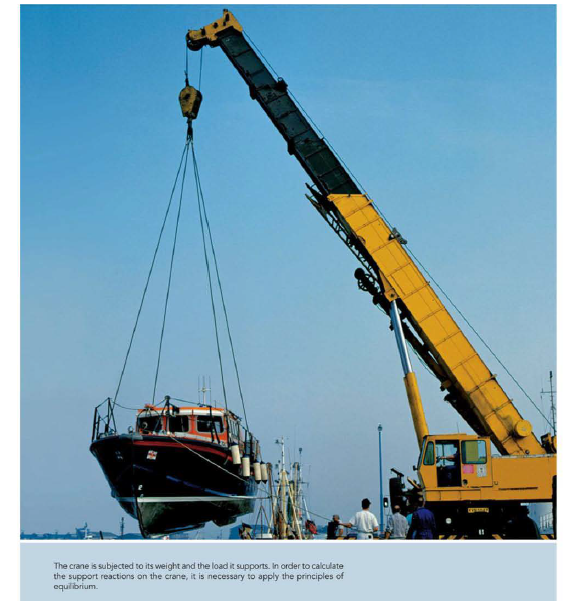 The crane is subjected to its weight and the load it supports. In order to calculate
the support reactions on the crane, it is necessary to apply the principles of
equilibrium.